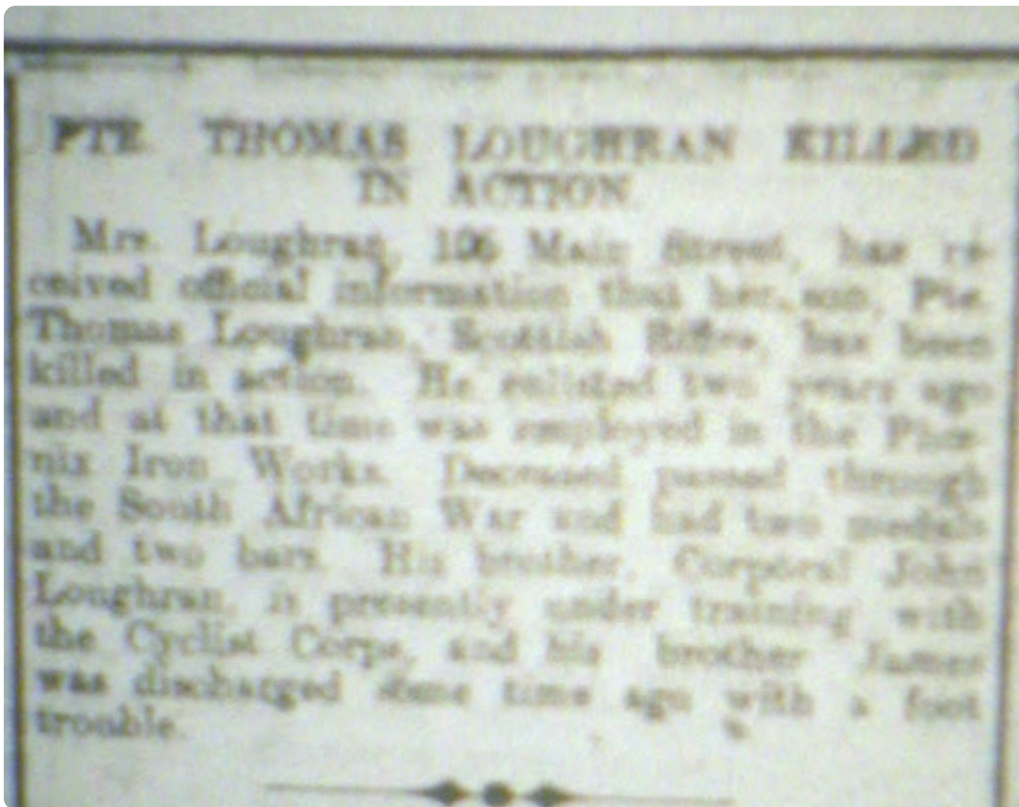 PTE. THOMAS LOUGHRAN KILLED
IN ACTION.
Mrs. Loughran, 106 Main Street, has re-
ceived official information that her son, Pte.
Thomas Loughran, Scottish Rifles, has been
killed in action. He enlisted two years ago
and at that time was employed in the Phœ-
nix Iron Works. Deceased passed through
the South African War and had two medals
and two bars. His brother, Corporal John
Loughran, is presently under training with
the Cyclist Corps, and his brother James
was discharged some time ago with a foot
trouble.